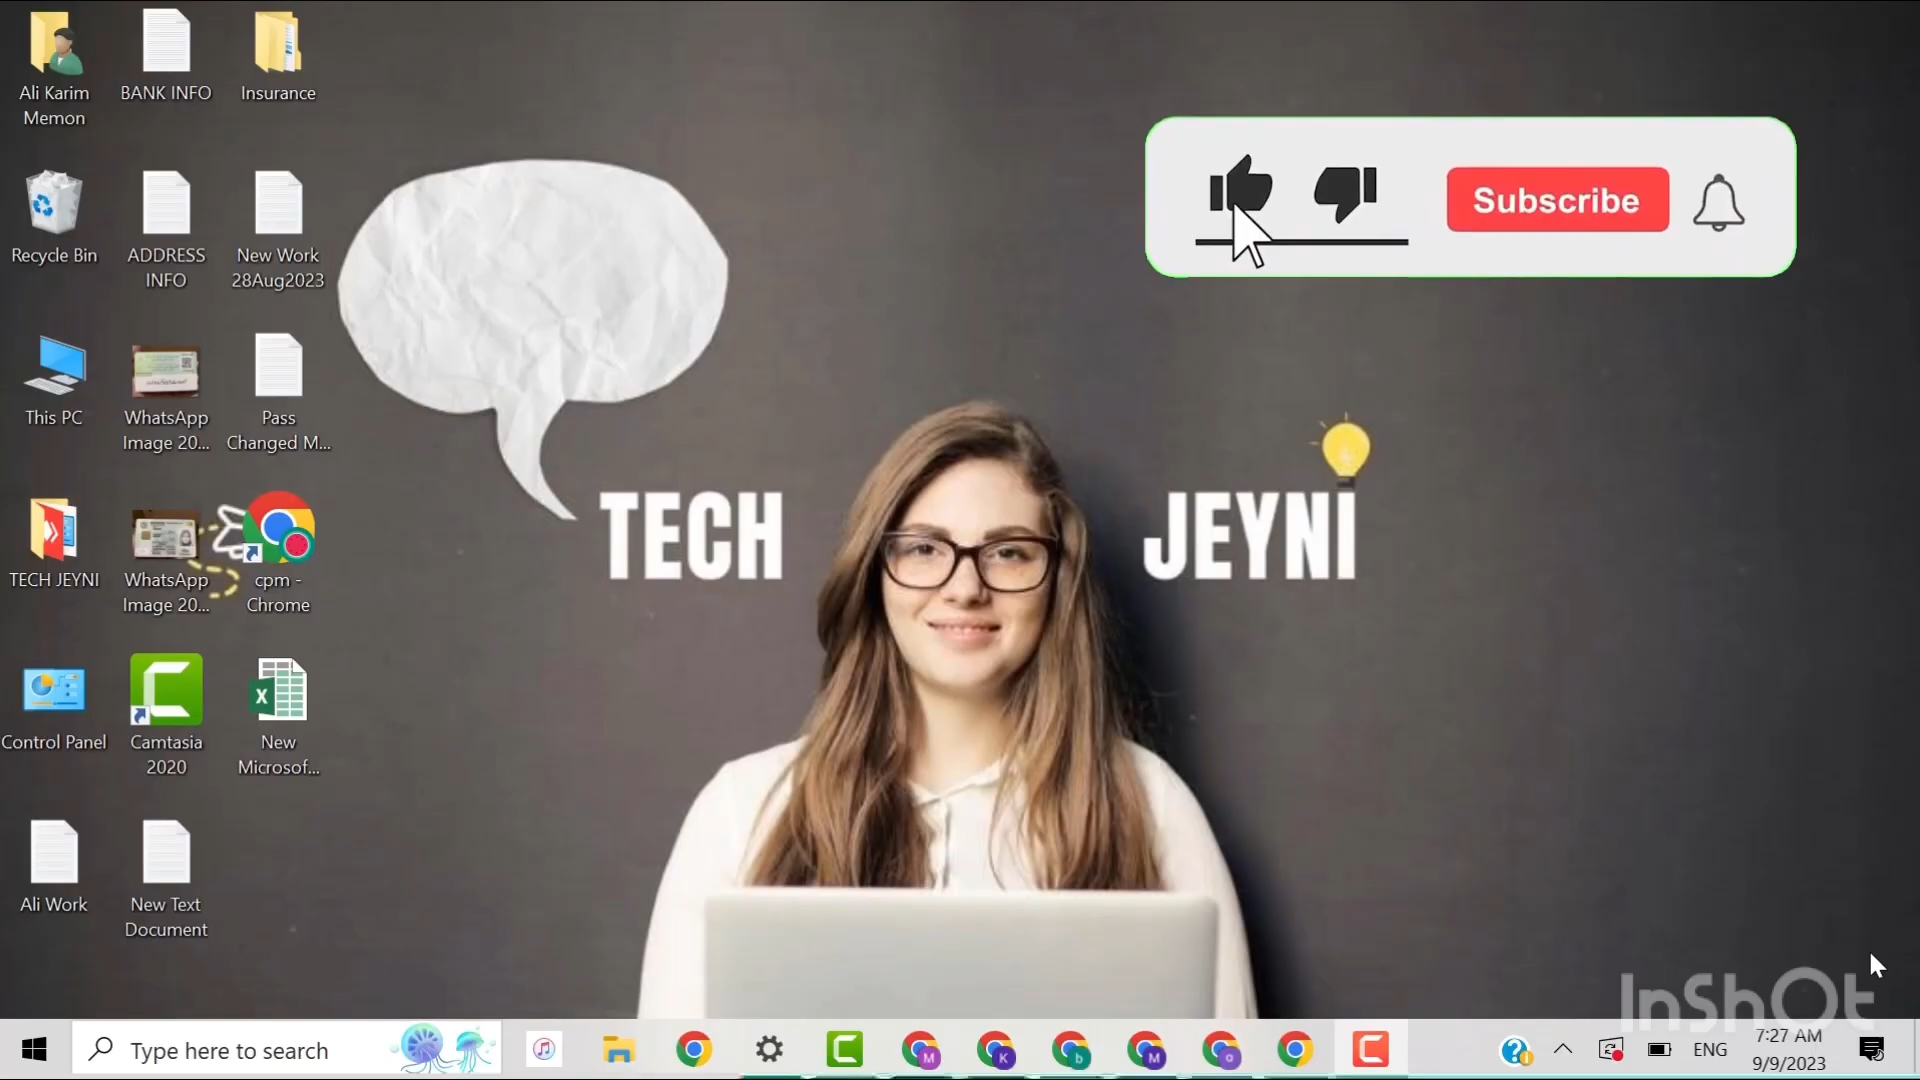 Ali Karim
Memon
BANK INFO
Insurance
Subscribe
Recycle Bin
ADDRESS
INFO
New Work
28Aug2023
This PC
WhatsApp
Image 20...
Pass
Changed M...
TECH JEYNI
TECH JEYNI
WhatsApp
Image 20...
cpm -
Chrome
Control Panel
Camtasia
2020
New
Microsof...
Ali Work
New Text
Document
InShOt
Type here to search
M
K
b
M
o
ENG
7:27 AM
9/9/2023